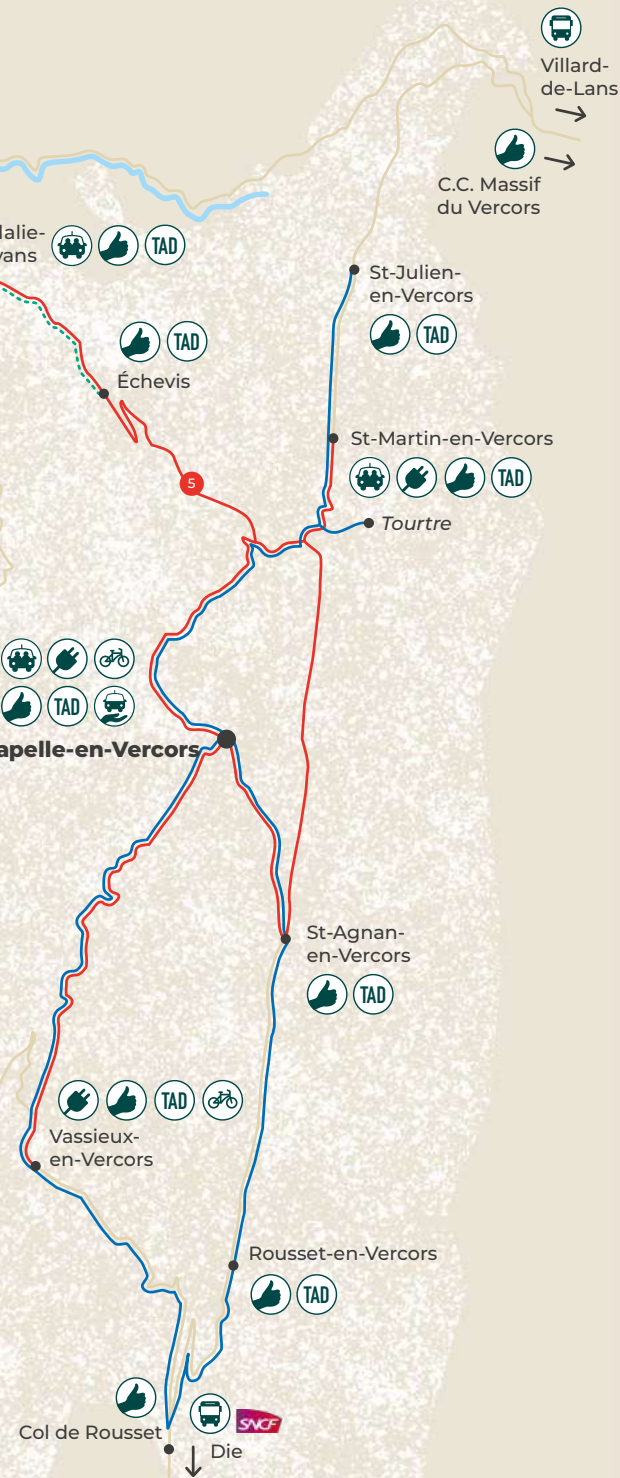 Villard-
de-Lans
C.C. Massif
du Vercors
TAD
St-Julien-
en-Vercors
TAD
TAD
Échevis
St-Martin-en-Vercors
TAD
5
Tourtre
TAD
apelle-en-Vercors
St-Agnan-
en-Vercors
TAD
TAD
Vassieux-
en-Vercors
Rousset-en-Vercors
TAD
SNCF
Col de Rousset
Die